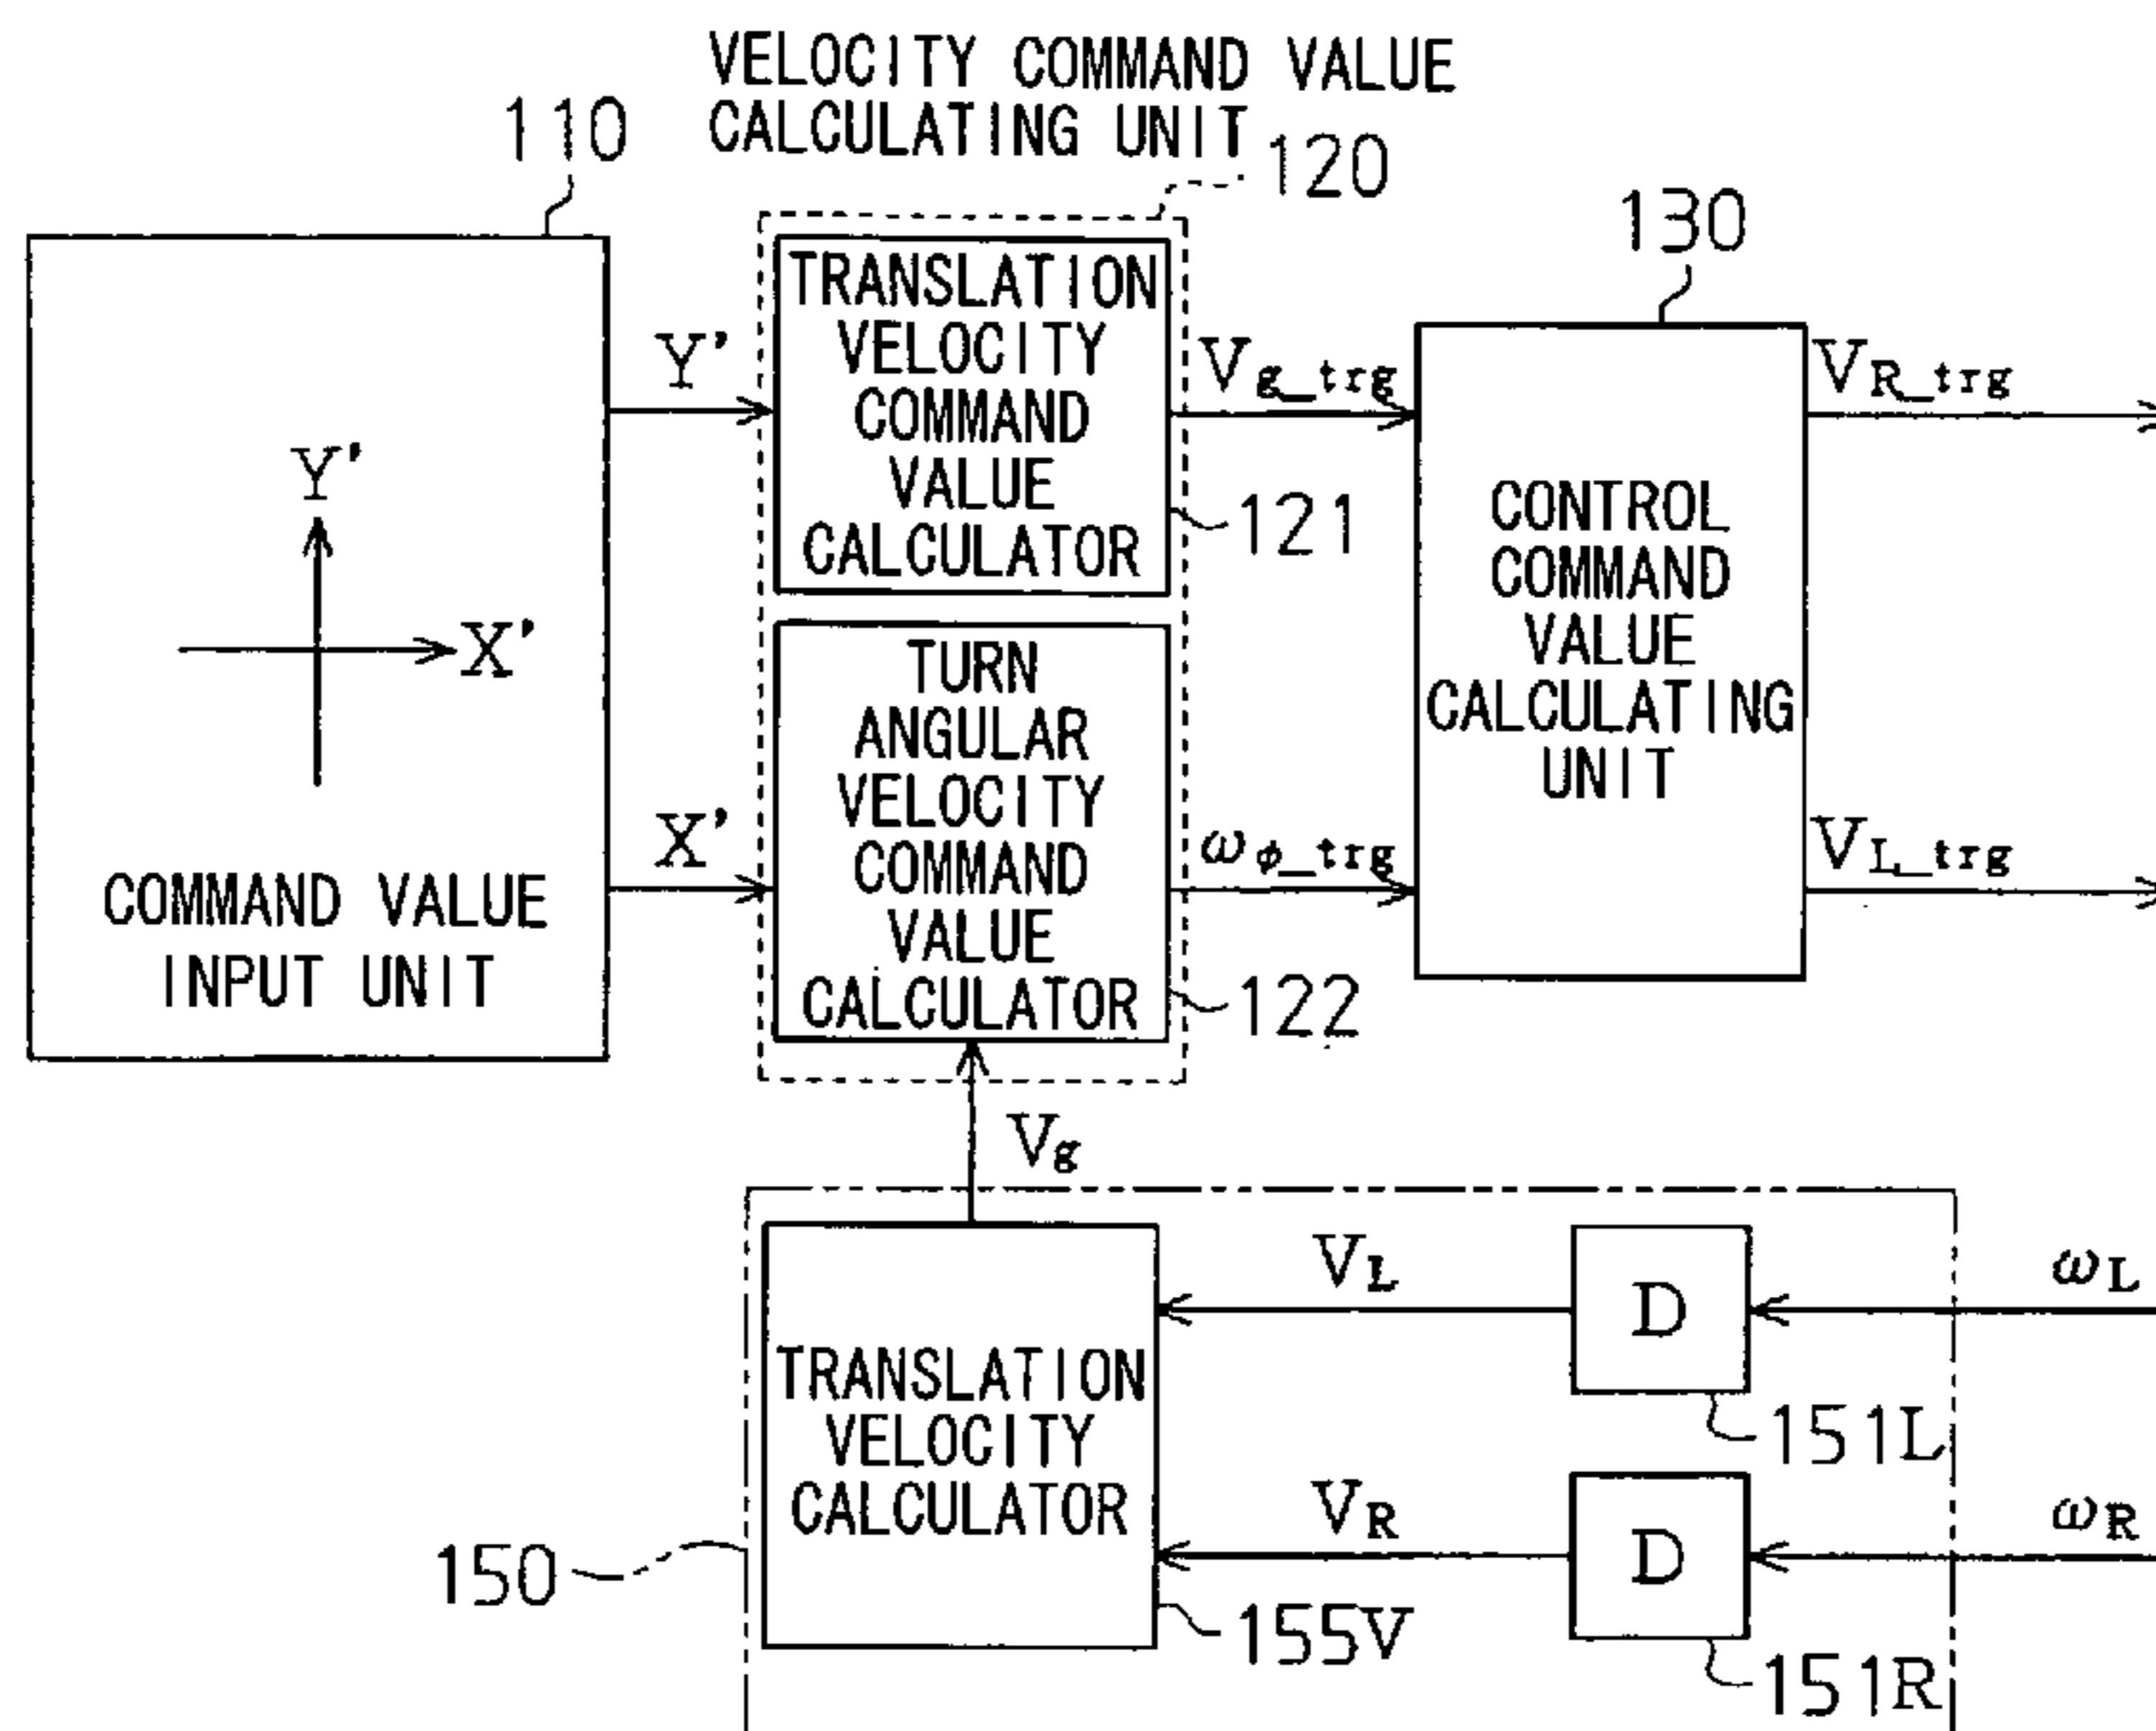 VELOCITY COMMAND VALUE
CALCULATING UNIT
110
120
130
TRANSLATION
VELOCITY
COMMAND
VALUE
CALCULATOR
121
Y'
X'
COMMAND VALUE
INPUT UNIT
Y'
X'
Vg_trg
ωφ_trg
TURN
ANGULAR
VELOCITY
COMMAND
VALUE
CALCULATOR
122
CONTROL
COMMAND
VALUE
CALCULATING
UNIT
VR_trg
VL_trg
Vg
TRANSLATION
VELOCITY
CALCULATOR
150
155V
VL
D
ωL
151L
VR
D
ωR
151R